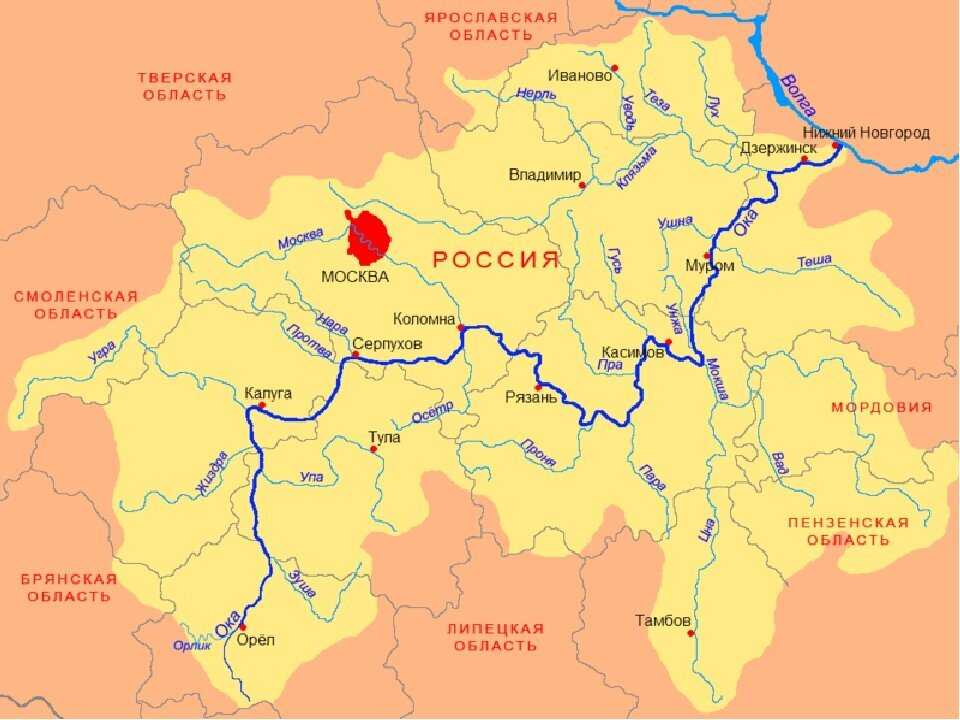 ЯРОСЛАВСКАЯ
ОБЛАСТЬ
ТВЕРСКАЯ
ОБЛАСТЬ
Иваново
Нерль
Уводь
Теза
Лух
Волга
Нижний Новгород
Дзержинск
Владимир
Клязьма
Ока
Ушна
Москва
МОСКВА
РОССИЯ
Гусь
Муром
Теша
СМОЛЕНСКАЯ
ОБЛАСТЬ
Нара
Протва
Коломна
Серпухов
Унжа
Касимов
Пра
Мокша
Угра
Калуга
Рязань
МОРДОВИЯ
Осётр
Тула
Жиздра
Упа
Проня
Пара
Вад
Цна
ПЕНЗЕНСКАЯ
ОБЛАСТЬ
БРЯНСКАЯ
ОБЛАСТЬ
Зуша
Ока
Орёл
Орлик
ЛИПЕЦКАЯ
ОБЛАСТЬ
Тамбов